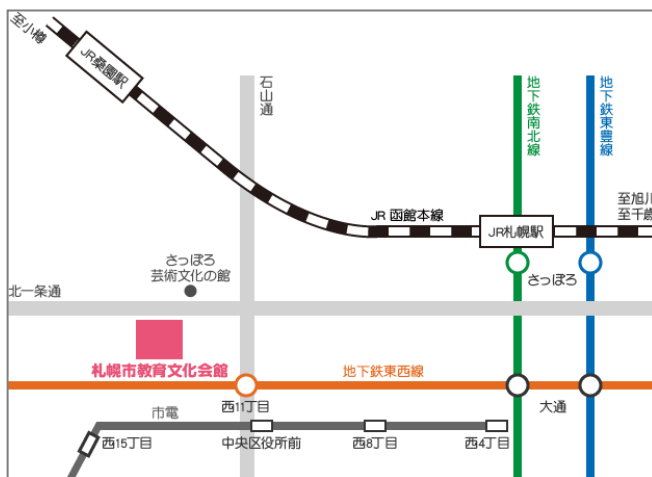 至小樽
JR桑園駅
石山通
地下鉄南北線
地下鉄東豊線
至旭川
至千歳
JR 函館本線
JR札幌駅
さっぽろ
芸術文化の館
さっぽろ
北一条通
札幌市教育文化会館
地下鉄東西線
西11丁目
大通
市電
西15丁目
中央区役所前
西8丁目
西4丁目